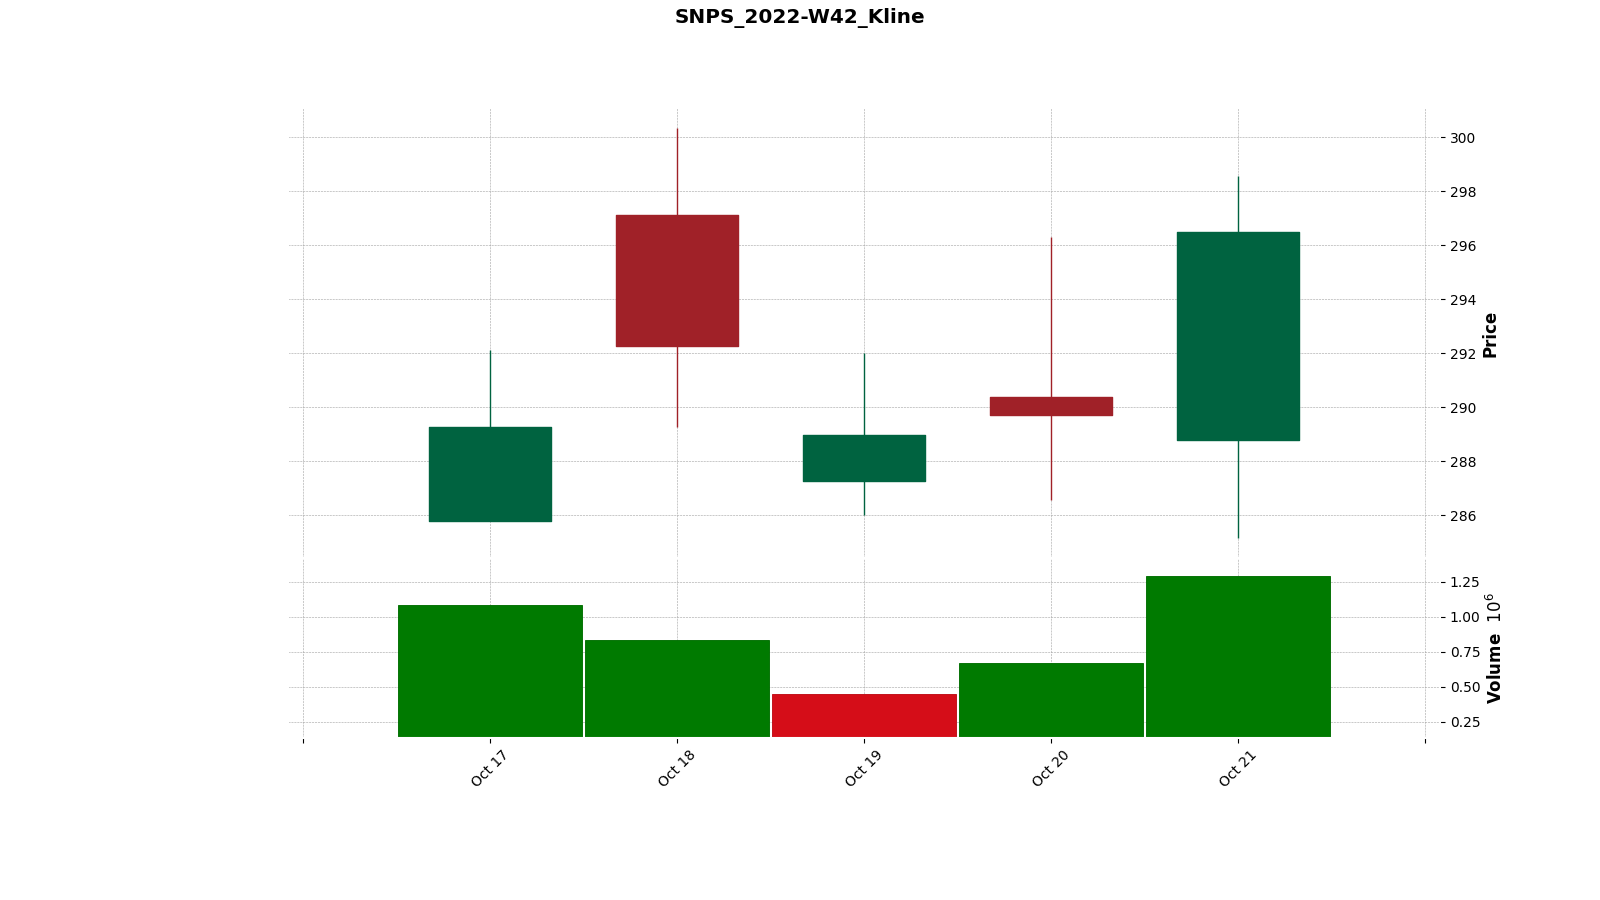 SNPS_2022-W42_Kline
300
298
296
294
292
290
288
286
Price
1.25
1.00
0.75
0.50
0.25
Volume 10^6
Oct 17
Oct 18
Oct 19
Oct 20
Oct 21